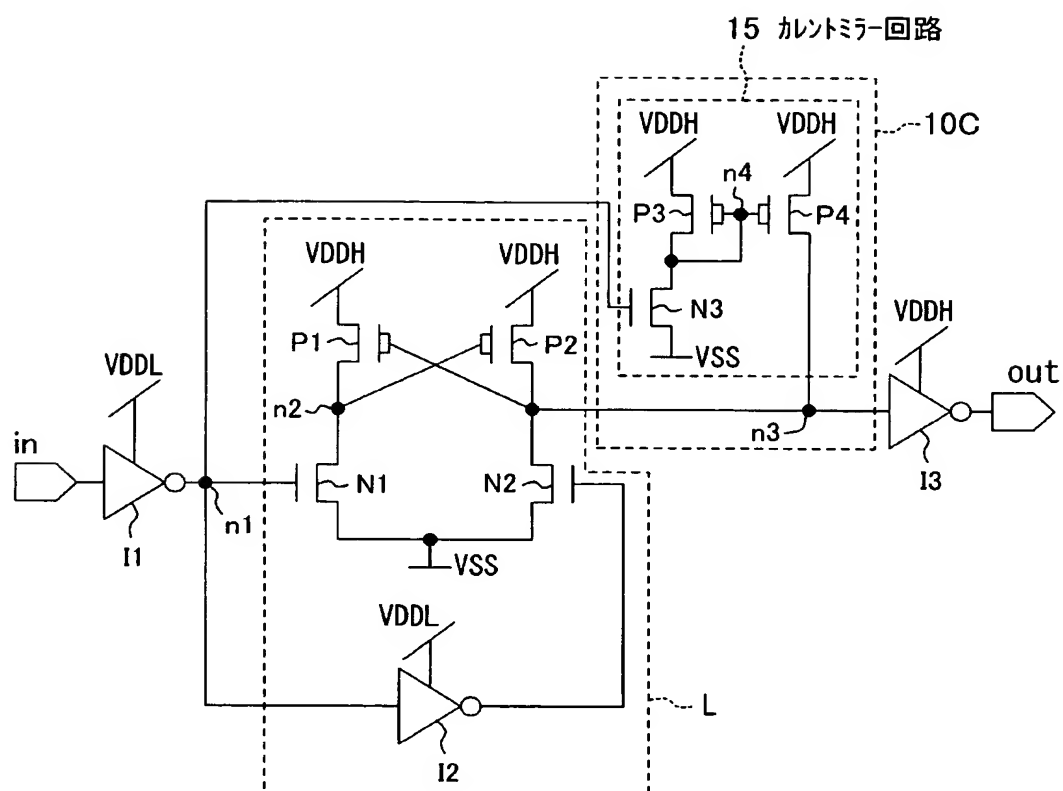 15 カレントミラー回路
VDDH
VDDH
10C
n4
P3
P4
VDDH
VDDH
N3
VSS
VDDH
P1
P2
VDDL
out
n2
n3
in
I3
N1
N2
n1
I1
VSS
VDDL
L
I2